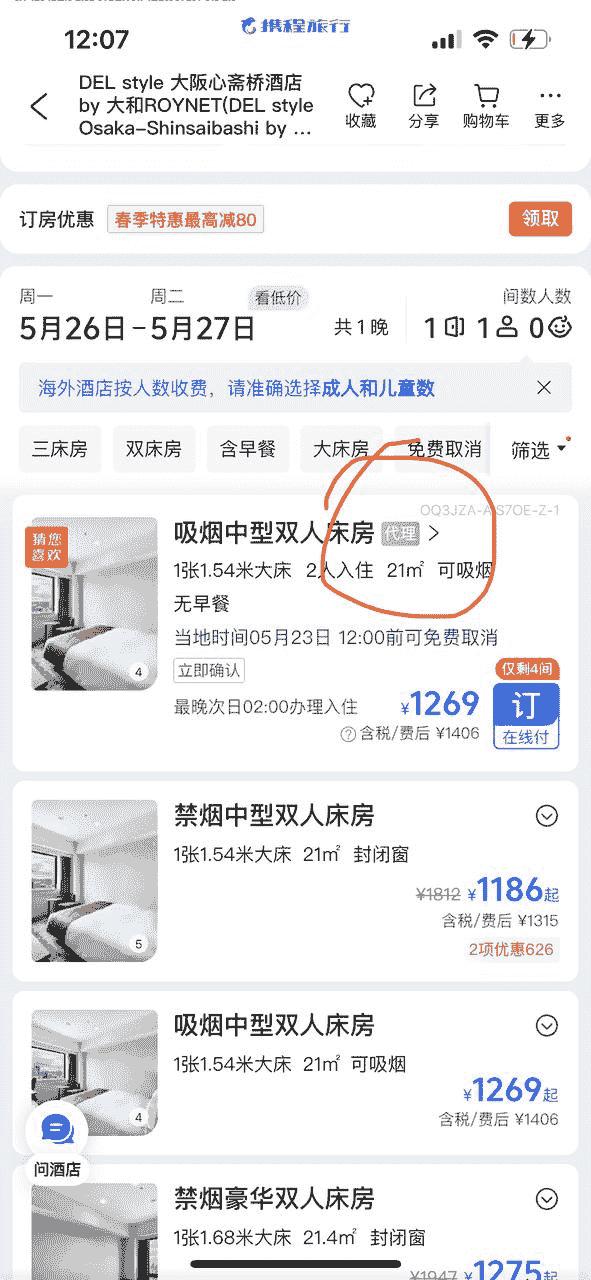 12:07
携程旅行
DEL style 大阪心斋桥酒店
by 大和ROYNET(DEL style
Osaka-Shinsaibashi by ...
收藏
分享
购物车
更多
订房优惠
春季特惠最高减80
领取
周一
周二
看低价
间数人数
5月26日-5月27日
共1晚
1 1 0
海外酒店按人数收费，请准确选择成人和儿童数
三床房
双床房
含早餐
大床房
免费取消
筛选
OQ3JZA-A
S7OE-Z-1
猜您
喜欢
吸烟中型双人床房 代理
1张1.54米大床 2人入住 21㎡ 可吸烟
无早餐
当地时间05月23日 12:00前可免费取消
4
立即确认
仅剩4间
最晚次日02:00办理入住
¥1269
订
在线付
含税/费后 ¥1406
禁烟中型双人床房
1张1.54米大床 21㎡ 封闭窗
¥1812 ¥1186起
含税/费后 ¥1315
5
2项优惠626
吸烟中型双人床房
1张1.54米大床 21㎡ 可吸烟
¥1269起
4
含税/费后 ¥1406
问酒店
禁烟豪华双人床房
1张1.68米大床 21.4㎡ 封闭窗
¥1947 ¥1275起